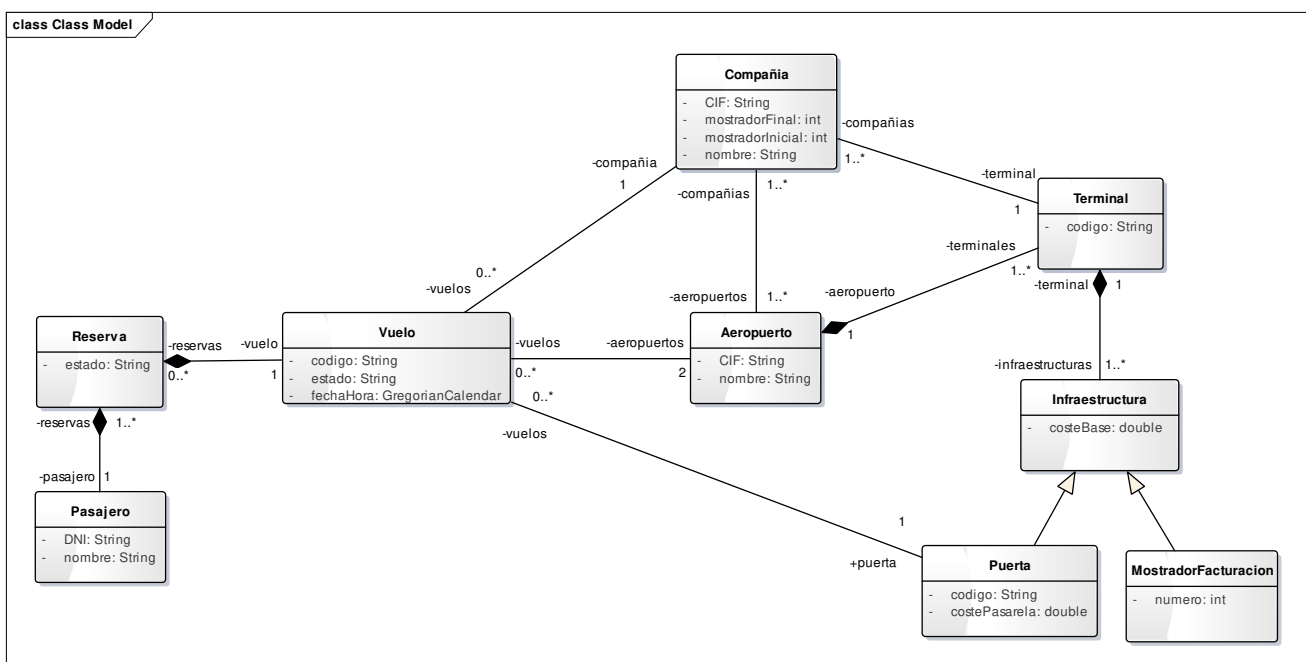 class Class Model
Compañia
- CIF: String
- mostradorFinal: int
- mostradorInicial: int
- nombre: String
-compañias
1..*
-compañia
1
1..*
-compañias
-terminal
1
Terminal
- codigo: String
-terminales
1..*
-terminal 1
0..*
-vuelos
-aeropuertos 1..*
-aeropuerto
1
Reserva
- estado: String
-reservas
0..*
-vuelo
1
Vuelo
- codigo: String
- estado: String
- fechaHora: GregorianCalendar
-vuelos
0..*
-aeropuertos
2
Aeropuerto
- CIF: String
- nombre: String
-infraestructuras 1..*
0..*
-vuelos
Infraestructura
- costeBase: double
-reservas 1..*
-pasajero 1
Pasajero
- DNI: String
- nombre: String
1
+puerta
Puerta
- codigo: String
- costePasarela: double
MostradorFacturacion
- numero: int